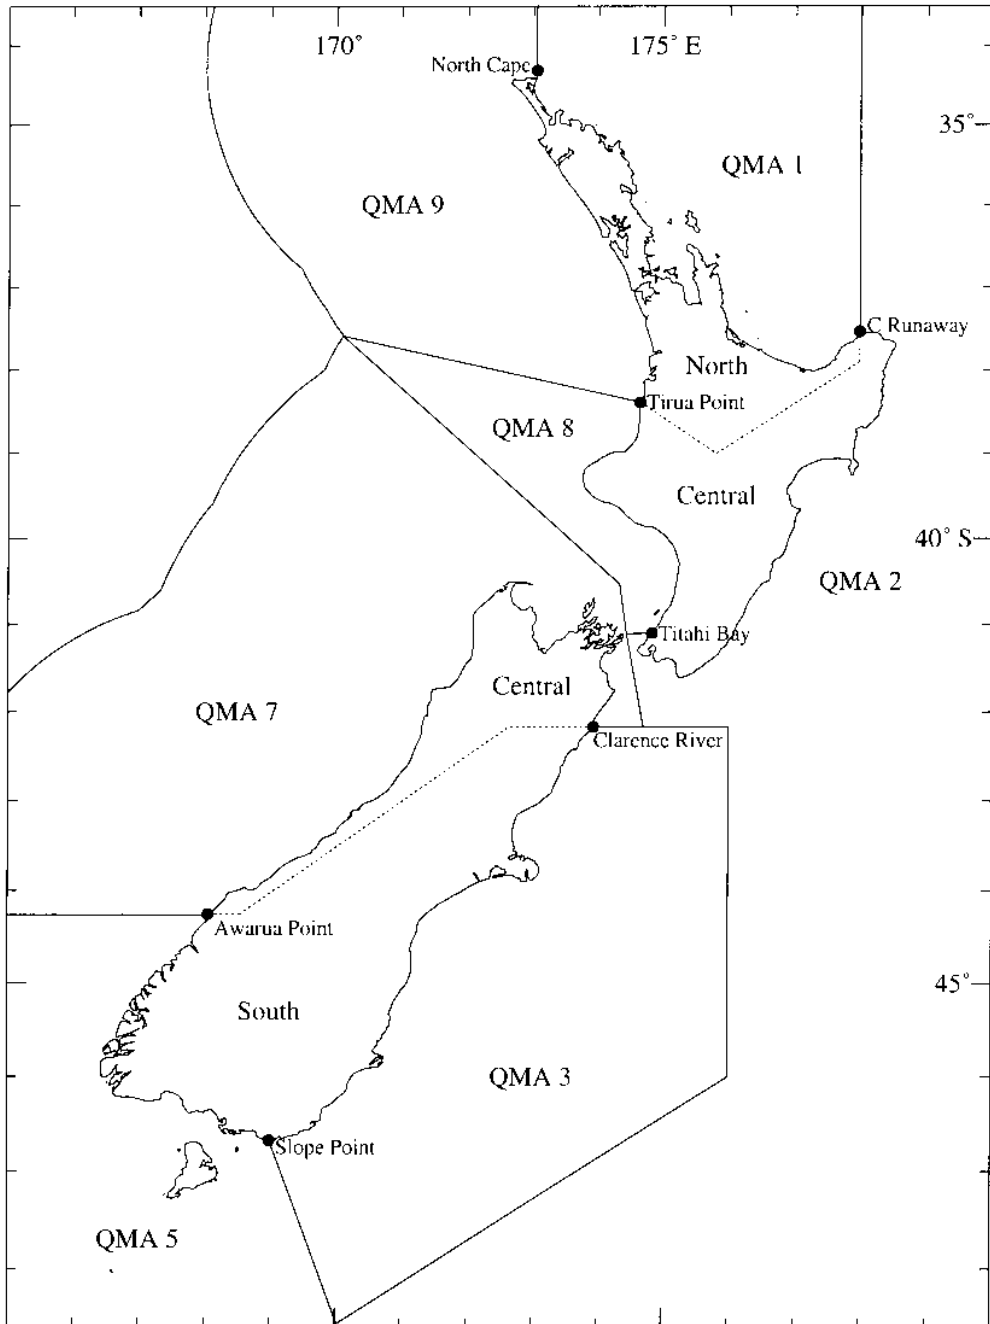 170°
175° E
North Cape
35°
QMA 1
QMA 9
C Runaway
North
Tirua Point
QMA 8
Central
40° S
QMA 2
Titahi Bay
Central
QMA 7
Clarence River
Awarua Point
45°
South
QMA 3
Slope Point
QMA 5